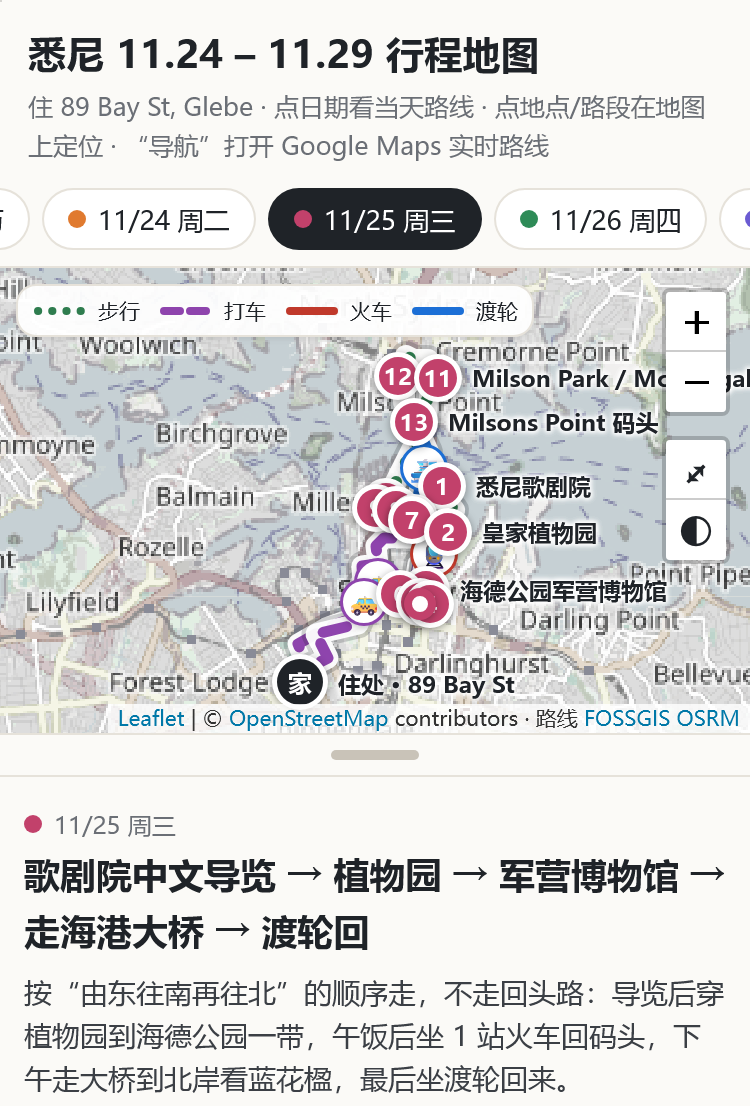 悉尼 11.24 – 11.29 行程地图
住 89 Bay St, Glebe · 点日期看当天路线 · 点地点/路段在地图
上定位 · “导航”打开 Google Maps 实时路线
11/24 周二
11/25 周三
11/26 周四
步行
打车
火车
渡轮
+
−
Woolwich
Cremorne Point
12
11
Milson Park / Mc
Point
13
Milsons Point 码头
Birchgrove
Balmain
1
悉尼歌剧院
7
2
皇家植物园
Rozelle
Lilyfield
海德公园军营博物馆
Darling Point
Darlinghurst
Forest Lodge
家
住处 · 89 Bay St
Leaflet | © OpenStreetMap contributors · 路线 FOSSGIS OSRM
11/25 周三
歌剧院中文导览 → 植物园 → 军营博物馆 →
走海港大桥 → 渡轮回
按“由东往南再往北”的顺序走，不走回头路：导览后穿
植物园到海德公园一带，午饭后坐 1 站火车回码头，下
午走大桥到北岸看蓝花楹，最后坐渡轮回来。